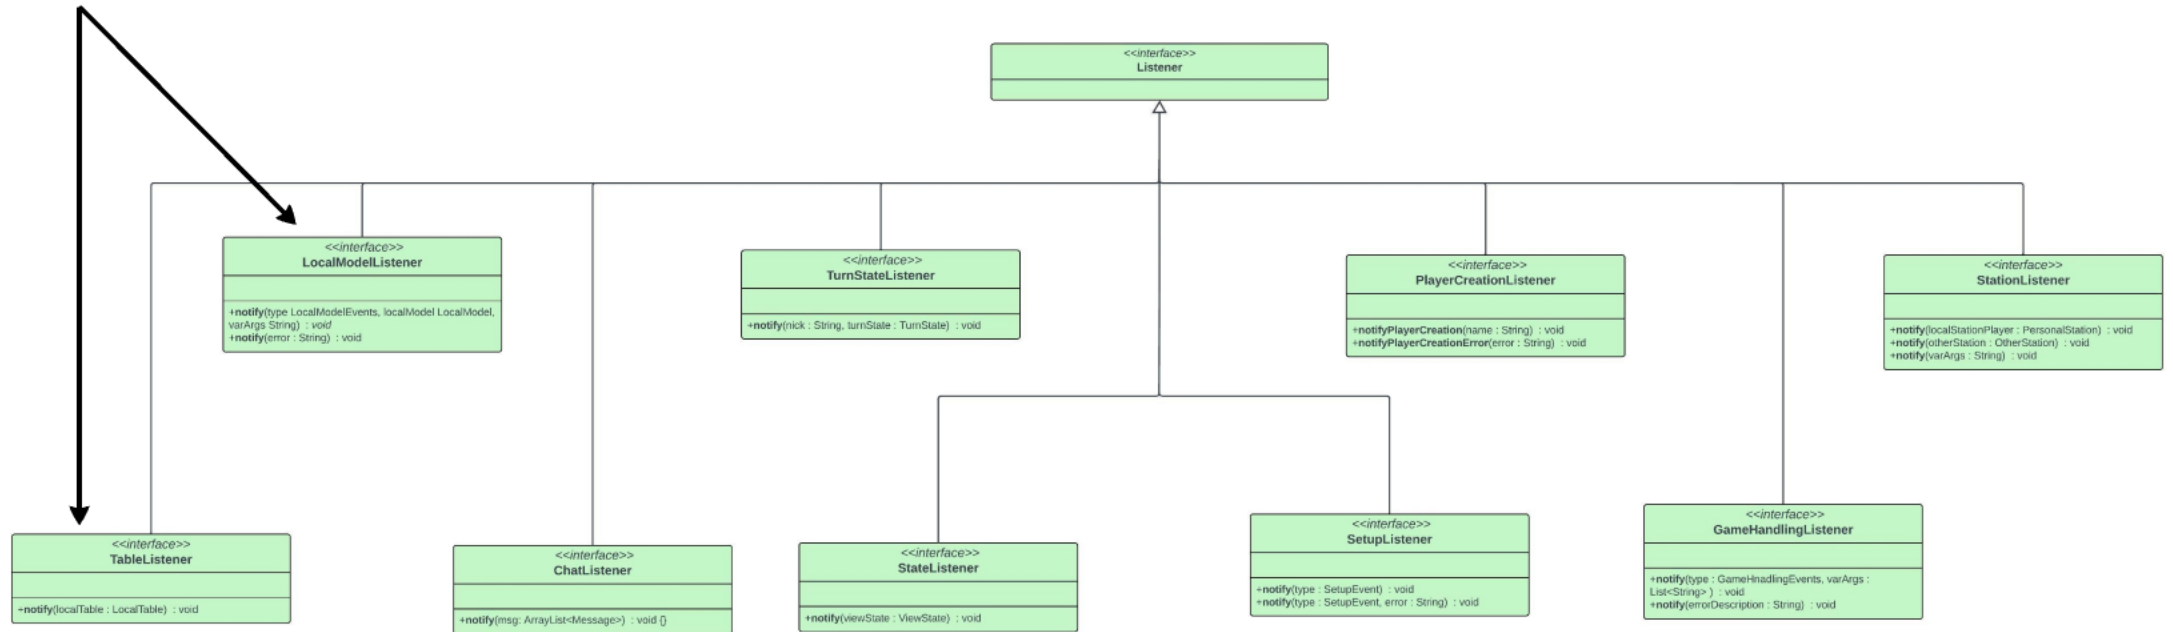 <<interface>>
Listener
<<interface>>
LocalModelListener
+notify(type LocalModelEvents, localModel LocalModel,
varArgs String) : void
+notify(error : String) : void
<<interface>>
TurnStateListener
+notify(nick : String, turnState : TurnState) : void
<<interface>>
PlayerCreationListener
+notifyPlayerCreation(name : String) : void
+notifyPlayerCreationError(error : String) : void
<<interface>>
StationListener
+notify(localStationPlayer : PersonalStation) : void
+notify(otherStation : OtherStation) : void
+notify(varArgs : String) : void
<<interface>>
TableListener
+notify(localTable : LocalTable) : void
<<interface>>
ChatListener
+notify(msg: ArrayList<Message>) : void {}
<<interface>>
StateListener
+notify(viewState : ViewState) : void
<<interface>>
SetupListener
+notify(type : SetupEvent) : void
+notify(type : SetupEvent, error : String) : void
<<interface>>
GameHandlingListener
+notify(type : GameHnadlingEvents, varArgs :
List<String> ) : void
+notify(errorDescription : String) : void